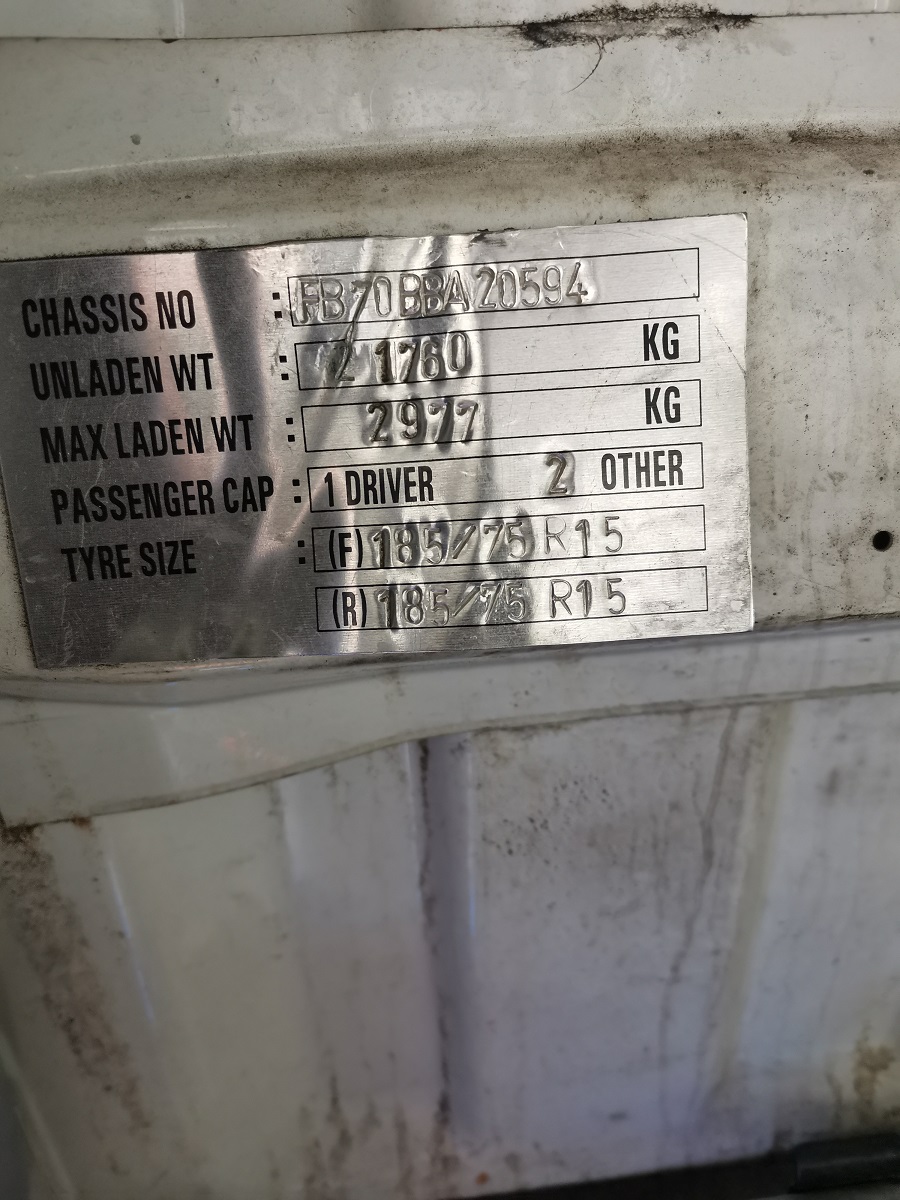 CHASSIS NO : FB70BBA20594
UNLADEN WT : 1760 KG
MAX LADEN WT : 2977 KG
PASSENGER CAP : 1 DRIVER 2 OTHER
TYRE SIZE : (F) 185/75 R15
(R) 185/75 R15